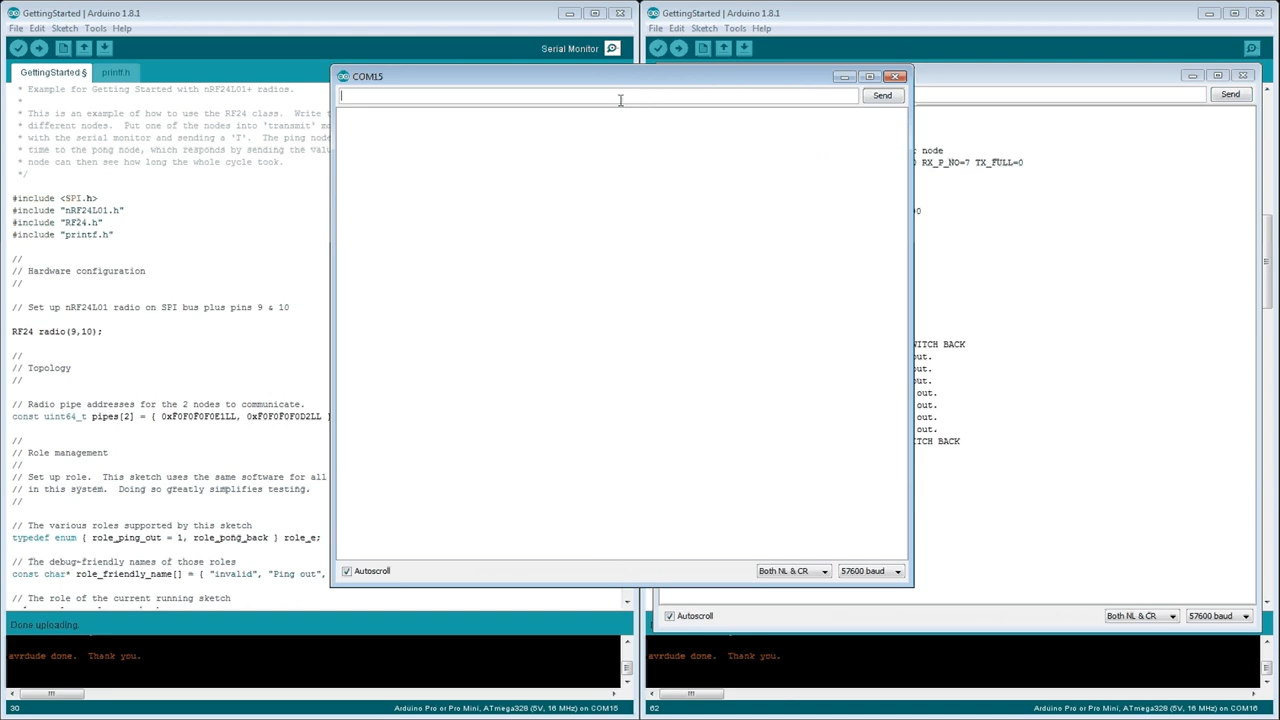 GettingStarted | Arduino 1.8.1
File Edit Sketch Tools Help
Serial Monitor
GettingStarted §
printf.h
* Example for Getting Started with nRF24L01+ radios.
*
* This is an example of how to use the RF24 class. Write t
* different nodes. Put one of the nodes into 'transmit' mo
* with the serial monitor and sending a 'T'. The ping node
* time to the pong node, which responds by sending the valu
* node can then see how long the whole cycle took.
*/
#include <SPI.h>
#include "nRF24L01.h"
#include "RF24.h"
#include "printf.h"
//
// Hardware configuration
//
// Set up nRF24L01 radio on SPI bus plus pins 9 & 10
RF24 radio(9,10);
//
// Topology
//
// Radio pipe addresses for the 2 nodes to communicate.
const uint64_t pipes[2] = { 0xF0F0F0F0E1LL, 0xF0F0F0F0D2LL }
//
// Role management
//
// Set up role. This sketch uses the same software for all
// in this system. Doing so greatly simplifies testing.
//
// The various roles supported by this sketch
typedef enum { role_ping_out = 1, role_pong_back } role_e;
// The debug-friendly names of those roles
const char* role_friendly_name[] = { "invalid", "Ping out",
// The role of the current running sketch
Done uploading.
avrdude done. Thank you.
30
Arduino Pro or Pro Mini, ATmega328 (5V, 16 MHz) on COM15
COM15
Send
Autoscroll
Both NL & CR
57600 baud
GettingStarted | Arduino 1.8.1
File Edit Sketch Tools Help
Send
r node
RX_P_NO=7 TX_FULL=0
0
WITCH BACK
out.
out.
out.
out.
out.
out.
out.
ITCH BACK
Autoscroll
Both NL & CR
57600 baud
avrdude done. Thank you.
62
Arduino Pro or Pro Mini, ATmega328 (5V, 16 MHz) on COM16